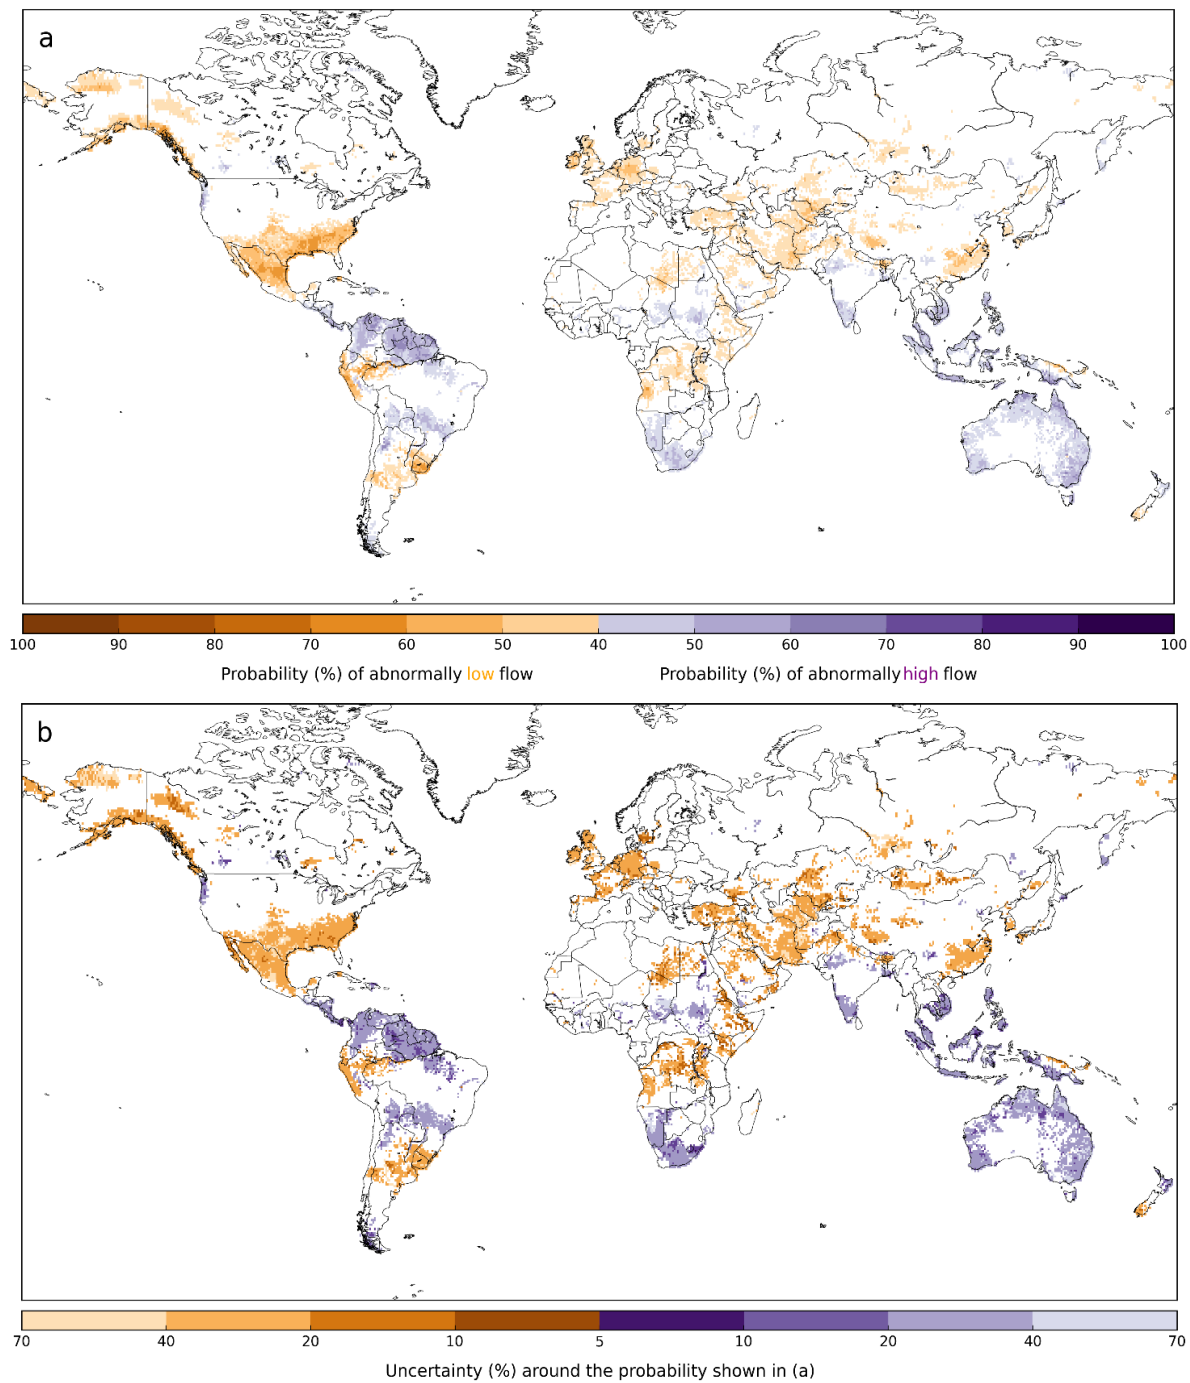 a
100 90 80 70 60 50 40 50 60 70 80 90 100
Probability (%) of abnormally low flow Probability (%) of abnormally high flow
b
70 40 20 10 5 10 20 40 70
Uncertainty (%) around the probability shown in (a)